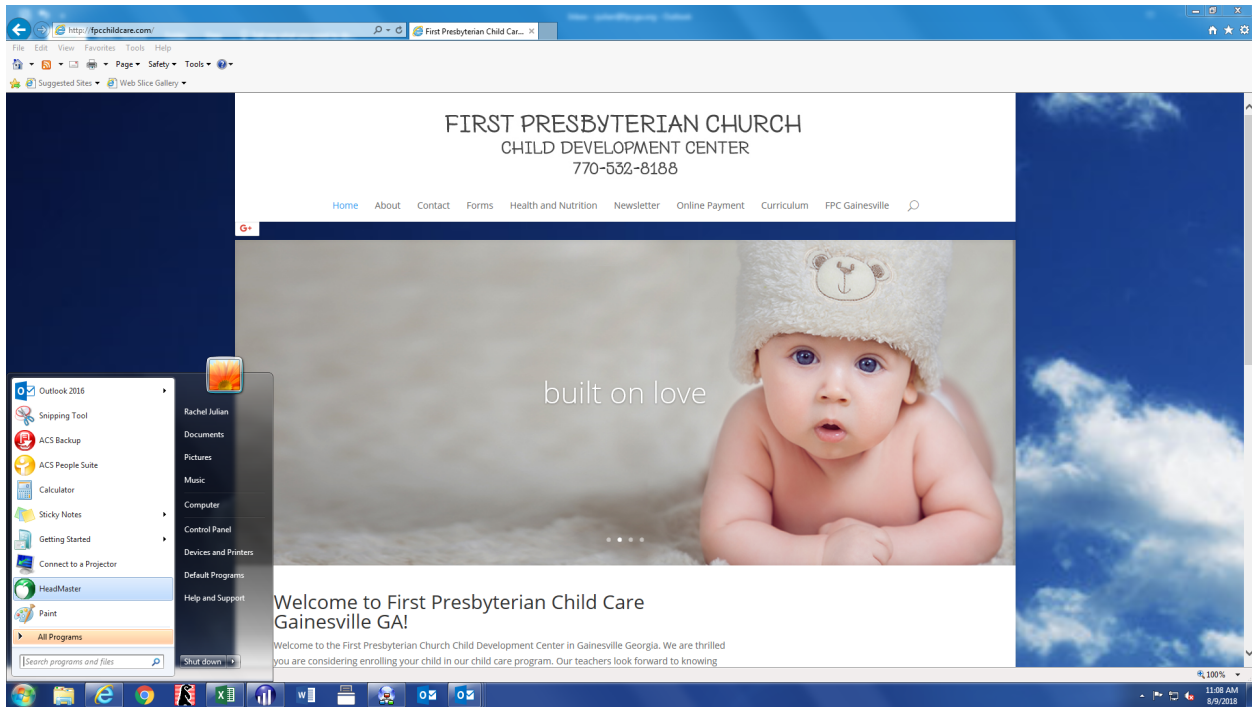 http://fpcchildcare.com/
First Presbyterian Child Car...
File Edit View Favorites Tools Help
Page Safety Tools
Suggested Sites Web Slice Gallery
FIRST PRESBYTERIAN CHURCH
CHILD DEVELOPMENT CENTER
770-532-8188
Home About Contact Forms Health and Nutrition Newsletter Online Payment Curriculum FPC Gainesville
G+
built on love
Outlook 2016
Snipping Tool
ACS Backup
ACS People Suite
Calculator
Sticky Notes
Getting Started
Connect to a Projector
HeadMaster
Paint
All Programs
Search programs and files
Rachel Julian
Documents
Pictures
Music
Computer
Control Panel
Devices and Printers
Default Programs
Help and Support
Shut down
Welcome to First Presbyterian Child Care
Gainesville GA!
Welcome to the First Presbyterian Church Child Development Center in Gainesville Georgia. We are thrilled
you are considering enrolling your child in our child care program. Our teachers look forward to knowing
100%
11:08 AM
8/9/2018